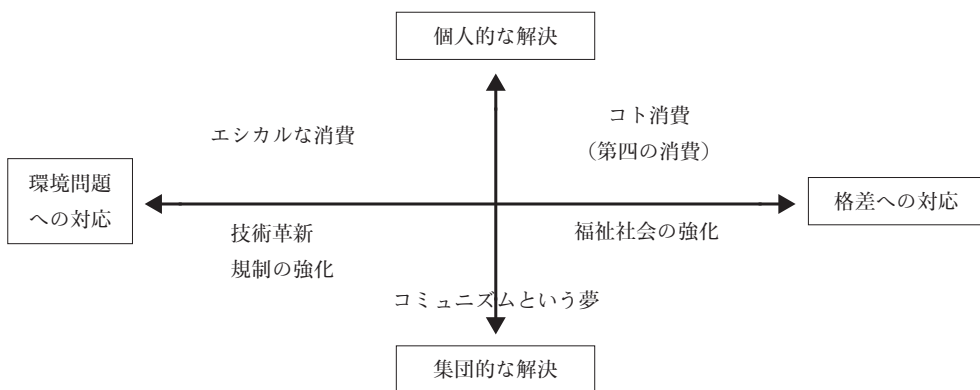 個人的な解決
エシカルな消費
コト消費
（第四の消費）
環境問題
への対応
格差への対応
技術革新
規制の強化
福祉社会の強化
コミュニズムという夢
集団的な解決